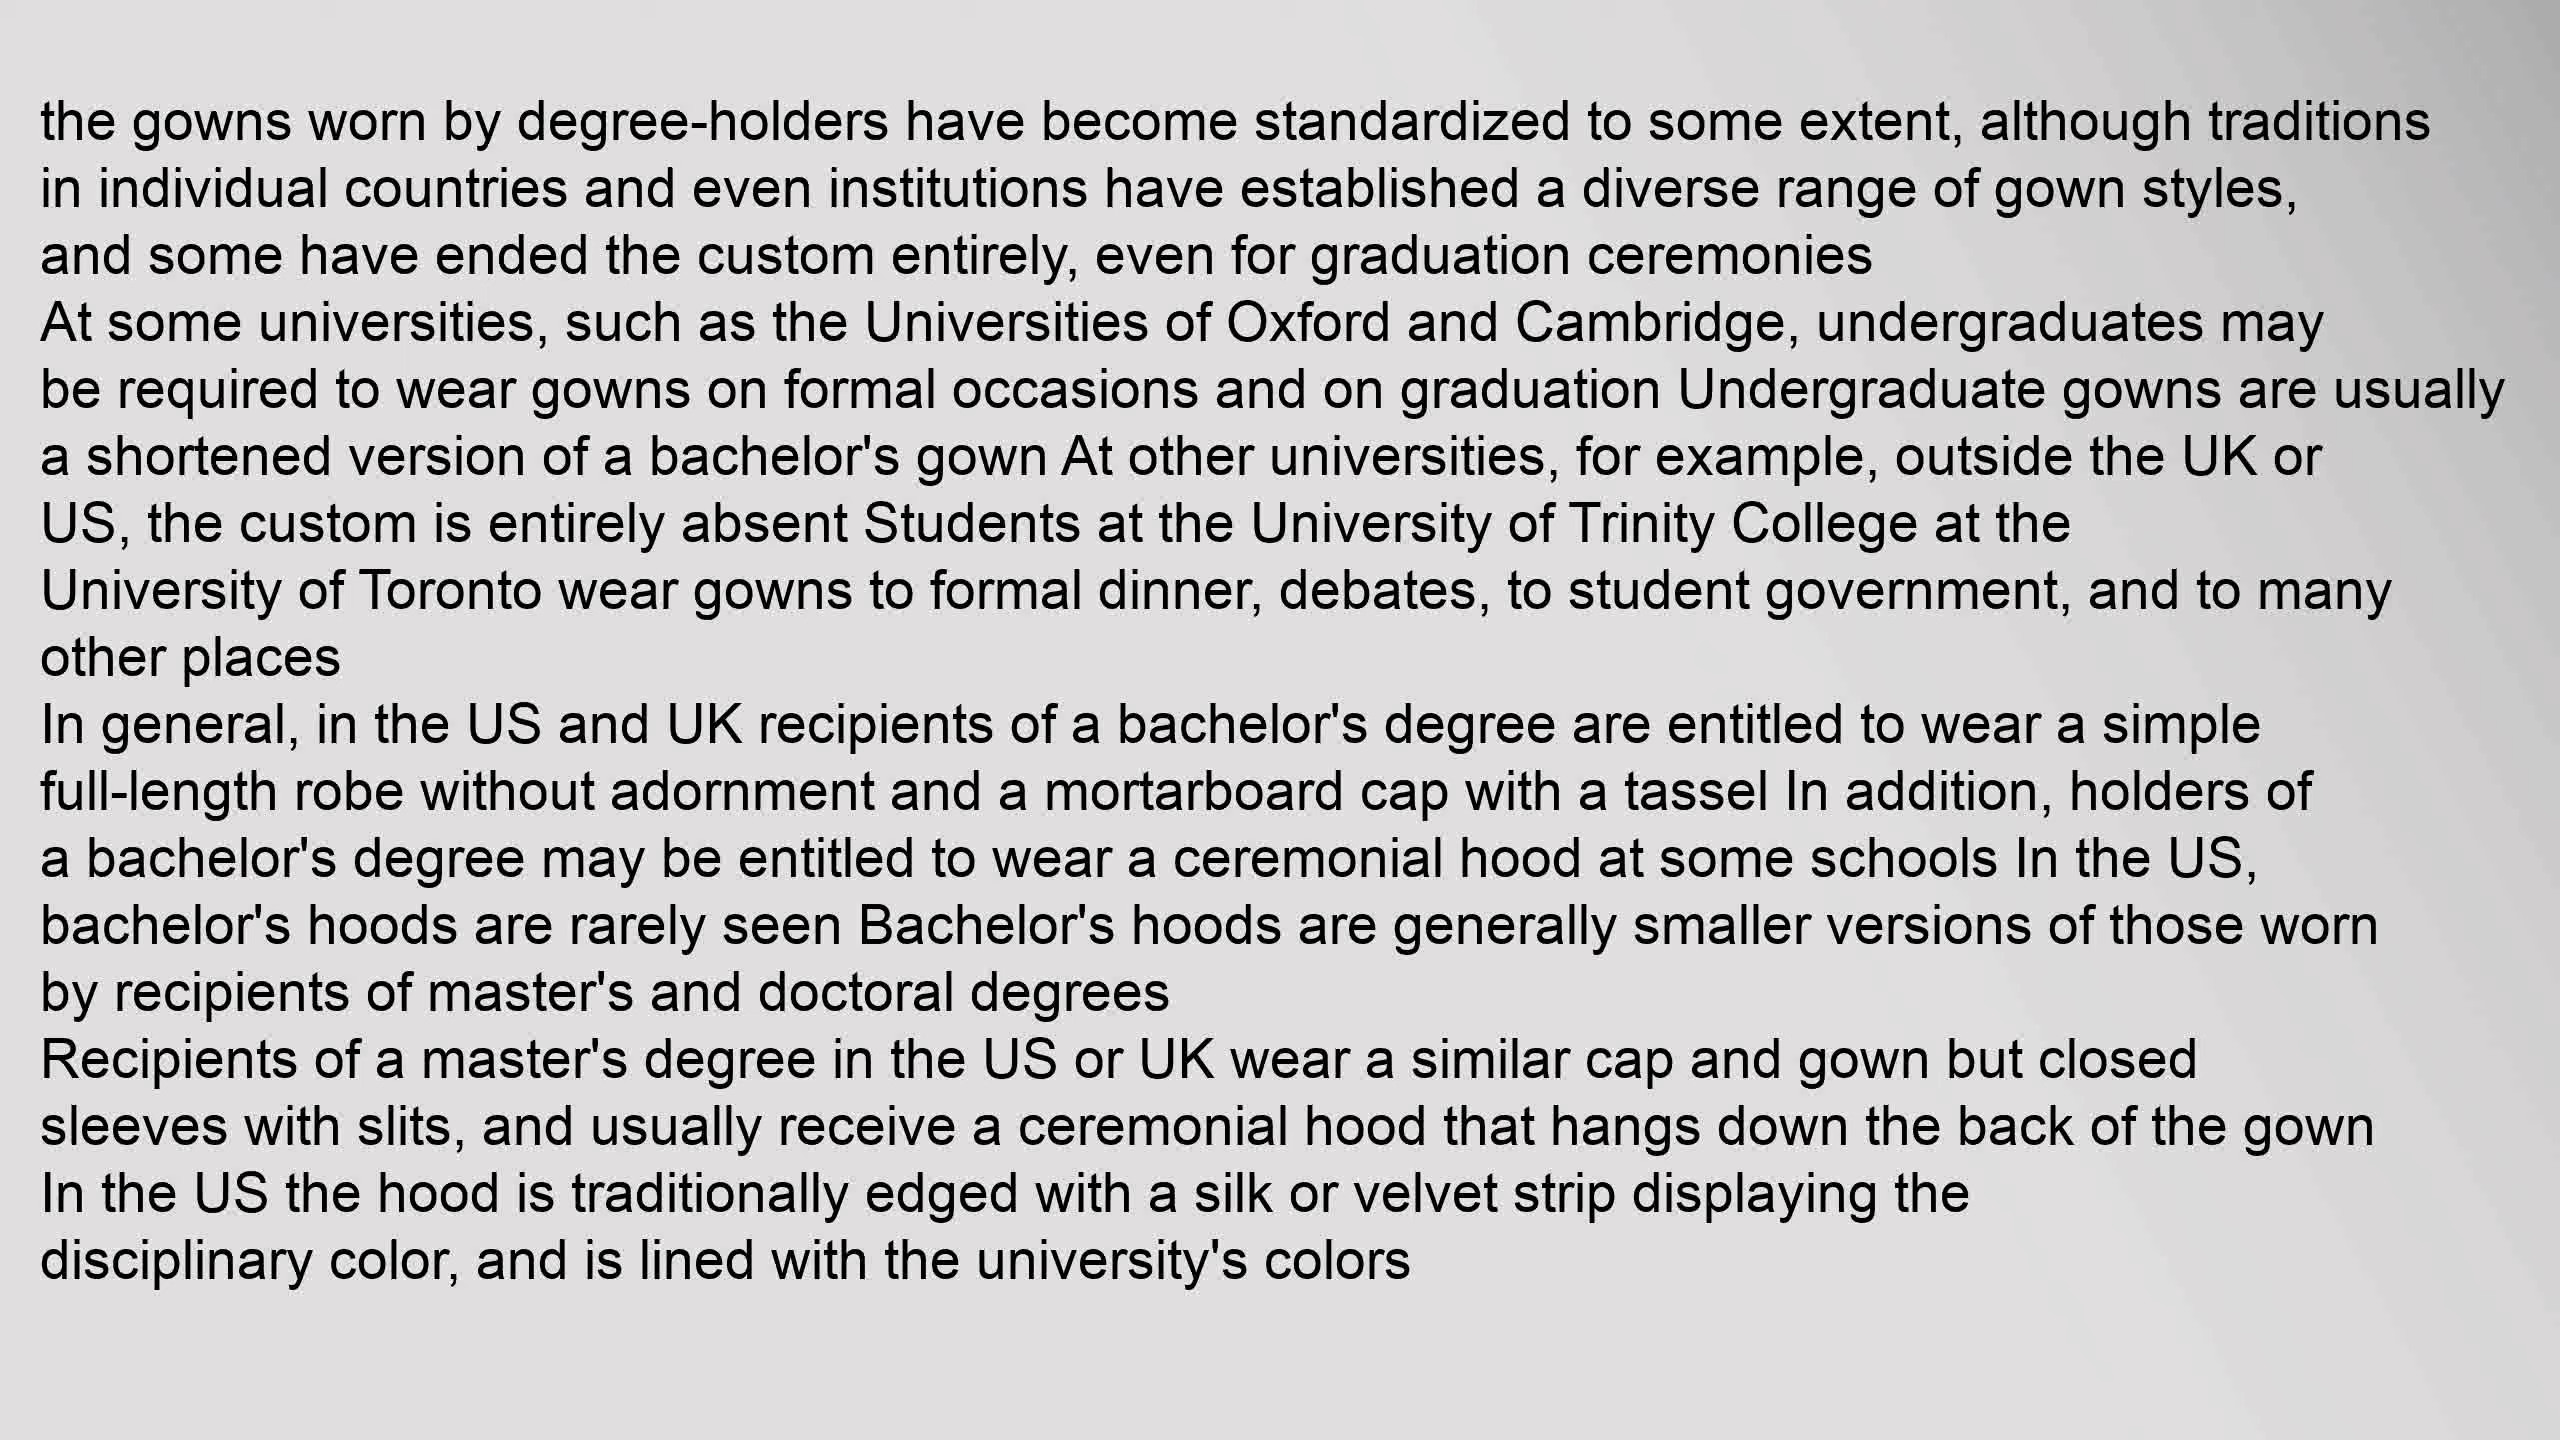 the gowns worn by degree-holders have become standardized to some extent, although traditions
in individual countries and even institutions have established a diverse range of gown styles,
and some have ended the custom entirely, even for graduation ceremonies
At some universities, such as the Universities of Oxford and Cambridge, undergraduates may
be required to wear gowns on formal occasions and on graduation Undergraduate gowns are usually
a shortened version of a bachelor's gown At other universities, for example, outside the UK or
US, the custom is entirely absent Students at the University of Trinity College at the
University of Toronto wear gowns to formal dinner, debates, to student government, and to many
other places
In general, in the US and UK recipients of a bachelor's degree are entitled to wear a simple
full-length robe without adornment and a mortarboard cap with a tassel In addition, holders of
a bachelor's degree may be entitled to wear a ceremonial hood at some schools In the US,
bachelor's hoods are rarely seen Bachelor's hoods are generally smaller versions of those worn
by recipients of master's and doctoral degrees
Recipients of a master's degree in the US or UK wear a similar cap and gown but closed
sleeves with slits, and usually receive a ceremonial hood that hangs down the back of the gown
In the US the hood is traditionally edged with a silk or velvet strip displaying the
disciplinary color, and is lined with the university's colors